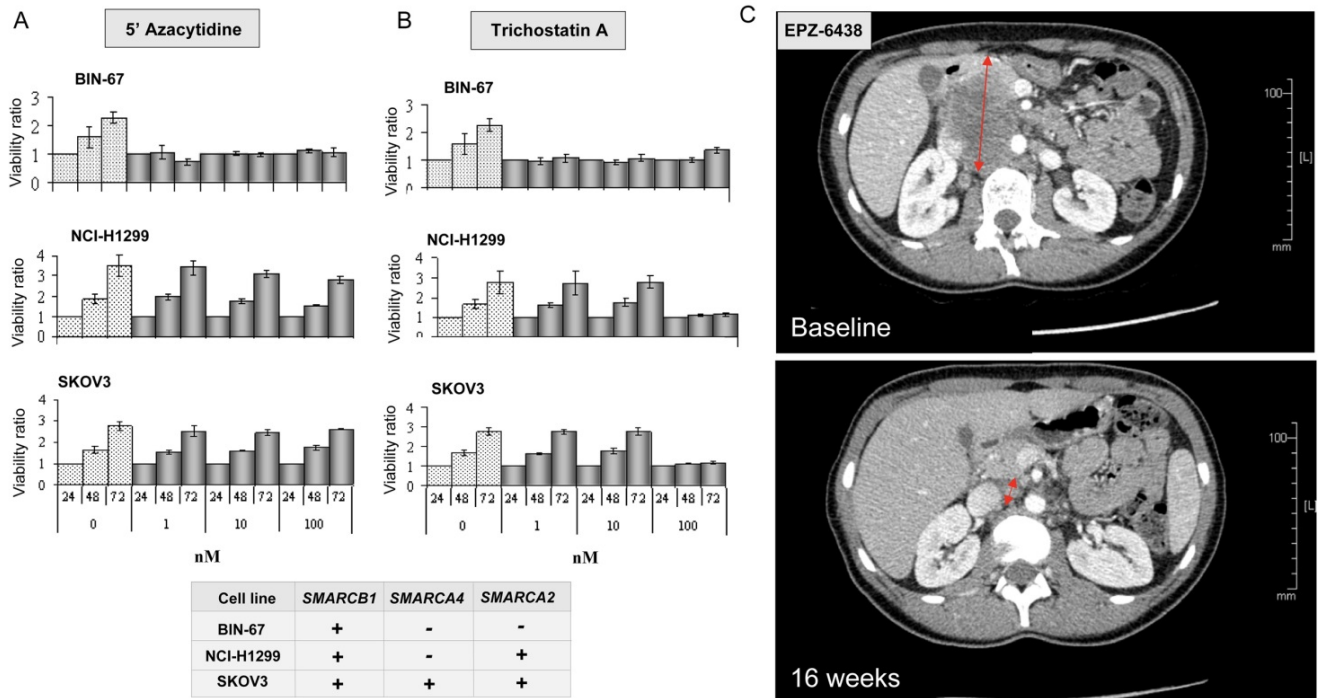 A
5' Azacytidine
BIN-67
Viability ratio
3
2
1
0
NCI-H1299
Viability ratio
4
3
2
1
0
SKOV3
Viability ratio
4
3
2
1
0
24 48 72 24 48 72 24 48 72 24 48 72
0 1 10 100
nM
B
Trichostatin A
BIN-67
Viability ratio
3
2
1
NCI-H1299
Viability ratio
4
3
2
1
0
SKOV3
Viability ratio
4
3
2
1
0
24 48 72 24 48 72 24 48 72 24 48 72
0 1 10 100
nM
Cell line SMARCB1 SMARCA4 SMARCA2
BIN-67 + - -
NCI-H1299 + - +
SKOV3 + + +
C
EPZ-6438
100
[L]
mm
Baseline
100
[L]
mm
16 weeks